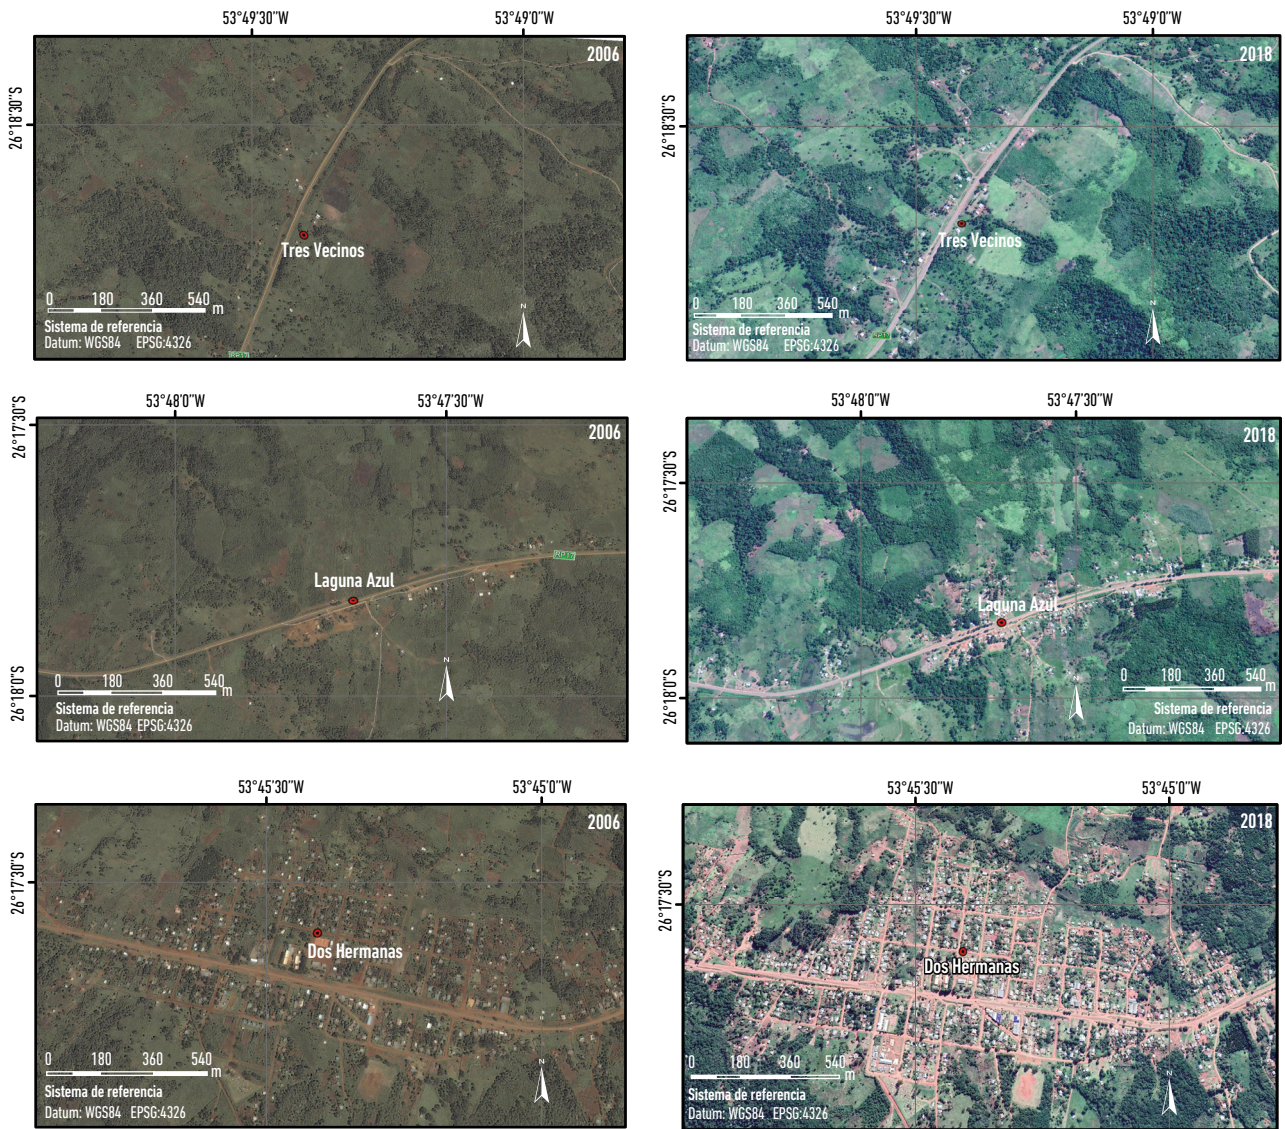 53°49'30"W 53°49'0"W
2006
26°18'30"S
Tres Vecinos
0 180 360 540 m
Sistema de referencia
Datum: WGS84 EPSG:4326
N
53°49'30"W 53°49'0"W
2018
26°18'30"S
Tres Vecinos
0 180 360 540 m
Sistema de referencia
Datum: WGS84 EPSG:4326
N
53°48'0"W 53°47'30"W
2006
26°17'30"S
26°18'0"S
RP17
Laguna Azul
0 180 360 540 m
Sistema de referencia
Datum: WGS84 EPSG:4326
N
53°48'0"W 53°47'30"W
2018
26°17'30"S
26°18'0"S
Laguna Azul
0 180 360 540 m
Sistema de referencia
Datum: WGS84 EPSG:4326
N
53°45'30"W 53°45'0"W
2006
26°17'30"S
Dos Hermanas
0 180 360 540 m
Sistema de referencia
Datum: WGS84 EPSG:4326
N
53°45'30"W 53°45'0"W
2018
26°17'30"S
Dos Hermanas
0 180 360 540 m
Sistema de referencia
Datum: WGS84 EPSG:4326
N